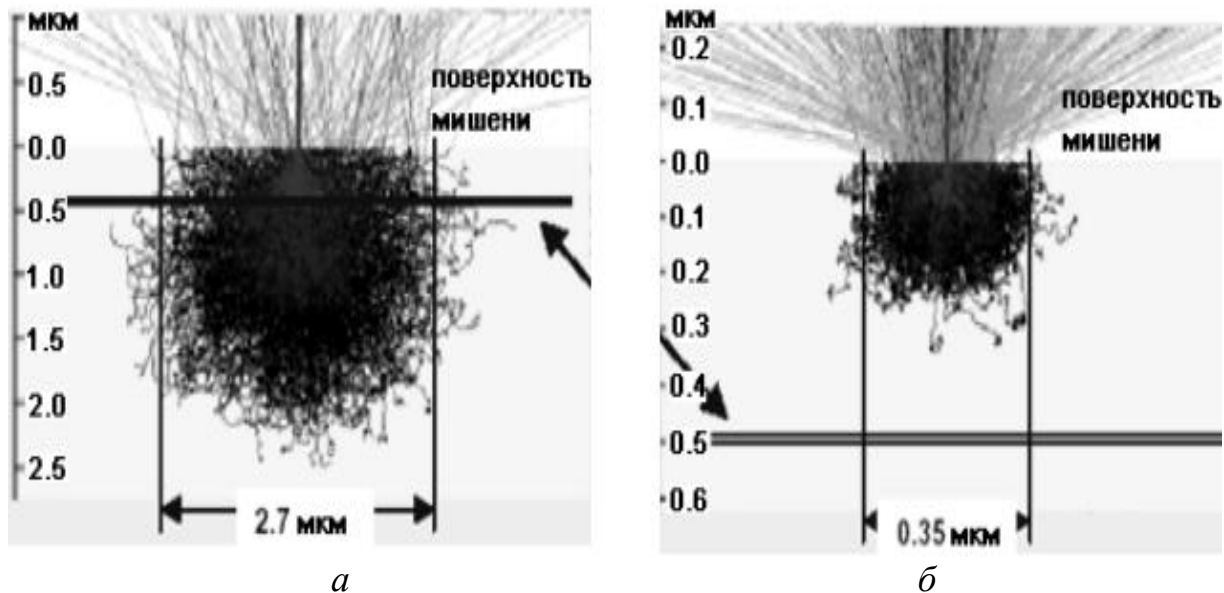 мкм
0.5
0.0
0.5
1.0
1.5
2.0
2.5
поверхность
мишени
2.7 мкм
а
мкм
0.2
0.1
0.0
0.1
0.2
0.3
0.4
0.5
0.6
поверхность
мишени
0.35 мкм
б